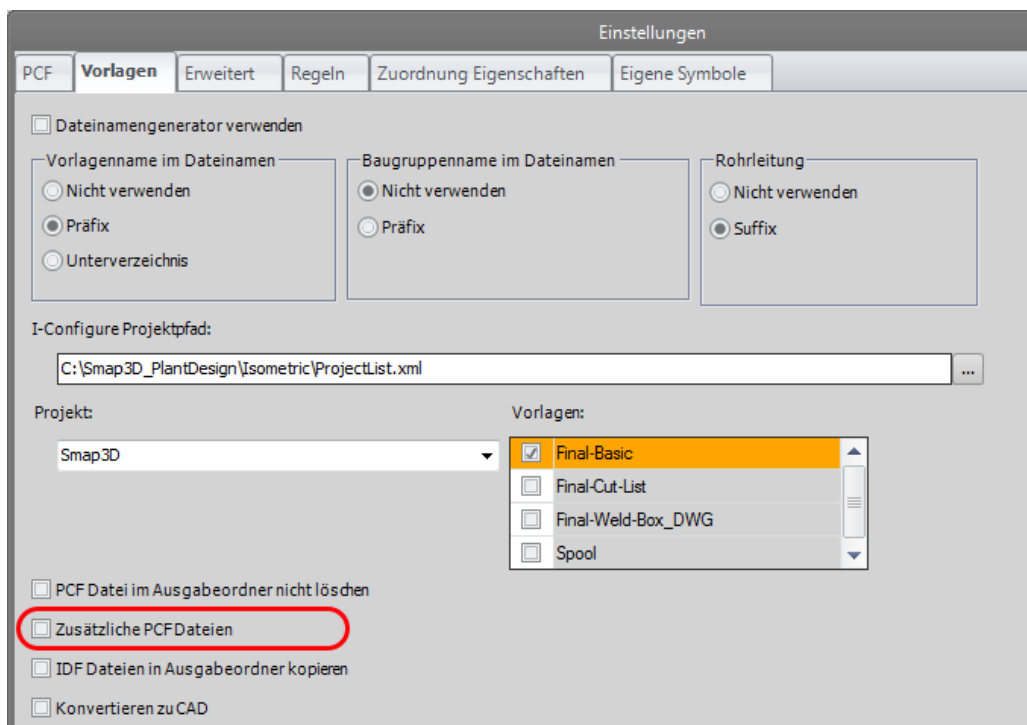 Einstellungen
PCF Vorlagen Erweitert Regeln Zuordnung Eigenschaften Eigene Symbole
Dateinamengenerator verwenden
Vorlagenname im Dateinamen Baugruppenname im Dateinamen Rohrleitung
Nicht verwenden Nicht verwenden Nicht verwenden
Präfix Präfix Suffix
Unterverzeichnis
I-Configure Projektpfad:
C:\Smap3D_PlantDesign\Isometric\ProjectList.xml ...
Projekt: Vorlagen:
Smap3D Final-Basic
Final-Cut-List
Final-Weld-Box_DWG
Spool
PCF Datei im Ausgabeordner nicht löschen
Zusätzliche PCF Dateien
IDF Dateien in Ausgabeordner kopieren
Konvertieren zu CAD